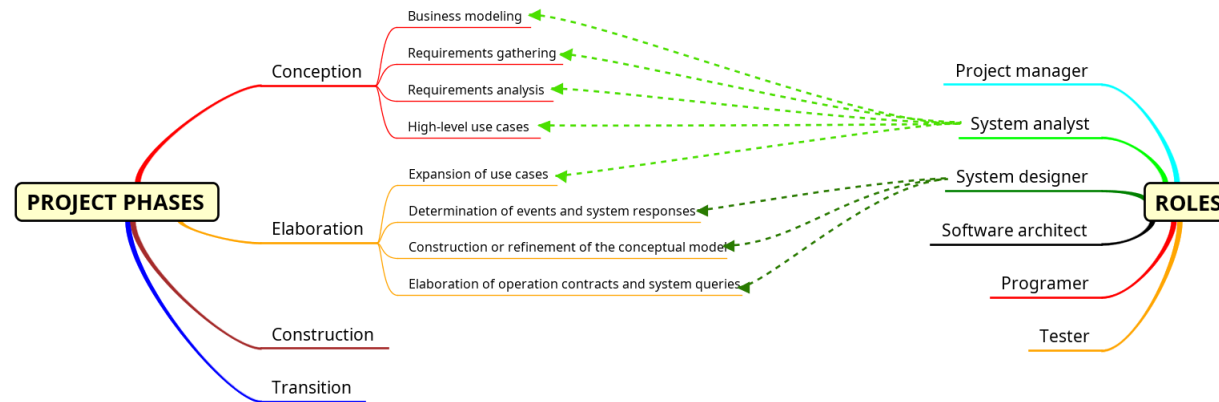 PROJECT PHASES
Conception
Business modeling
Requirements gathering
Requirements analysis
High-level use cases
Elaboration
Expansion of use cases
Determination of events and system responses
Construction or refinement of the conceptual model
Elaboration of operation contracts and system queries
Construction
Transition
ROLES
Project manager
System analyst
System designer
Software architect
Programer
Tester